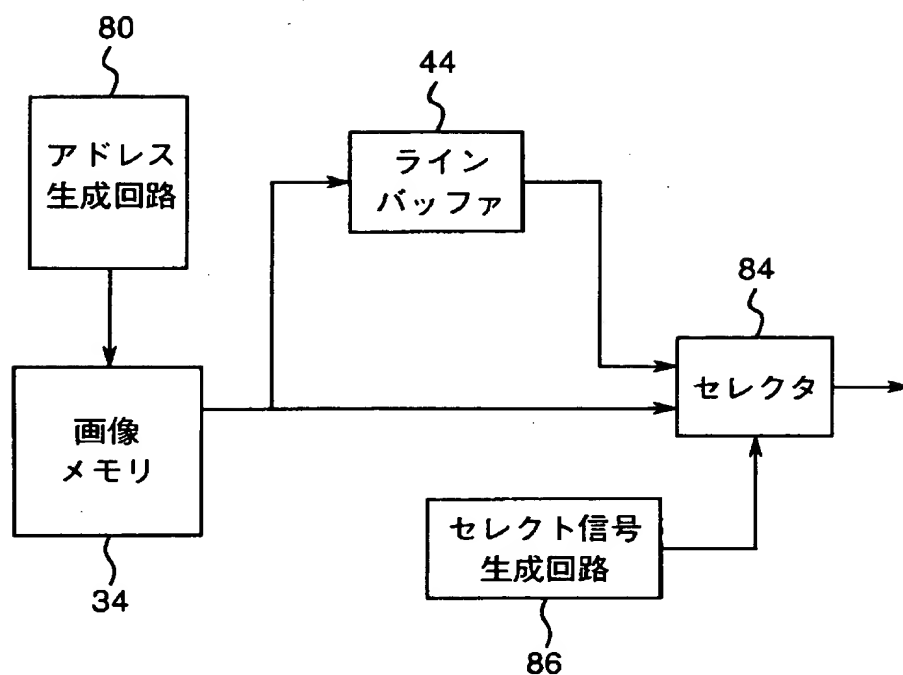 80
アドレス
生成回路
44
ライン
バッファ
84
セレクタ
画像
メモリ
34
セレクト信号
生成回路
86